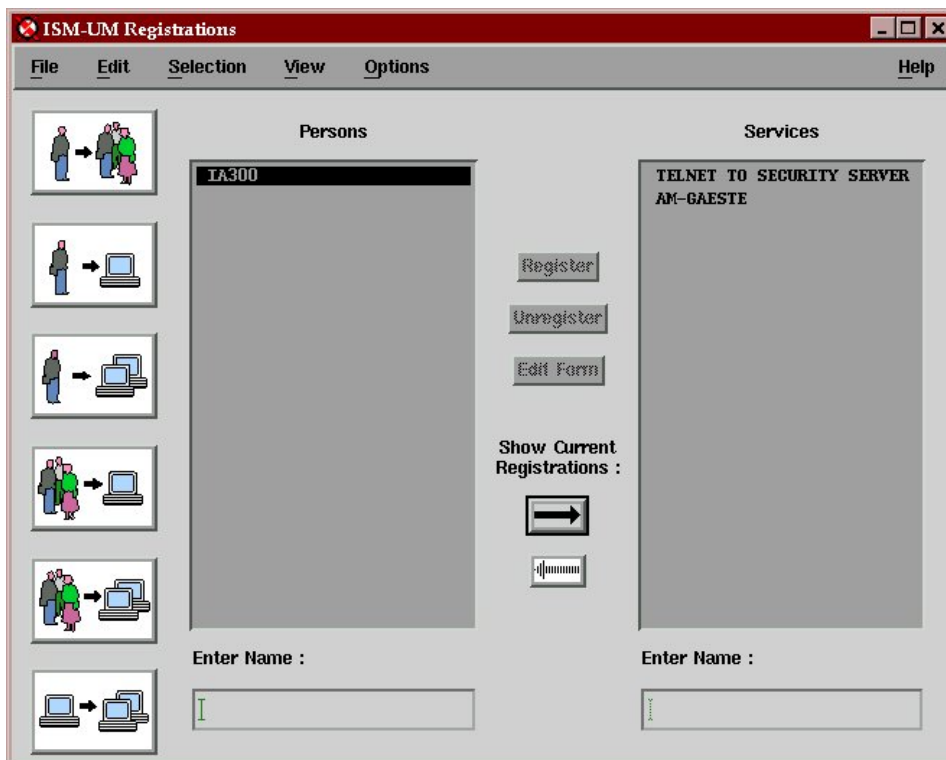 ISM-UM Registrations
File Edit Selection View Options Help
Persons
Services
IA300
TELNET TO SECURITY SERVER
AM-GAESTE
Register
Unregister
Edit Form
Show Current
Registrations :
Enter Name :
Enter Name :